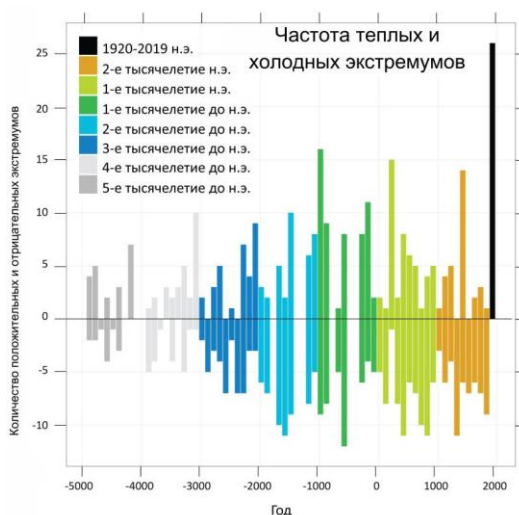 Частота теплых и
холодных экстремумов
1920-2019 н.э.
2-е тысячелетие н.э.
1-е тысячелетие н.э.
1-е тысячелетие до н.э.
2-е тысячелетие до н.э.
3-е тысячелетие до н.э.
4-е тысячелетие до н.э.
5-е тысячелетие до н.э.
Количество положительных и отрицательных экстремумов
25
20
15
10
5
0
-5
-10
-5000 -4000 -3000 -2000 -1000 0 1000 2000
Год